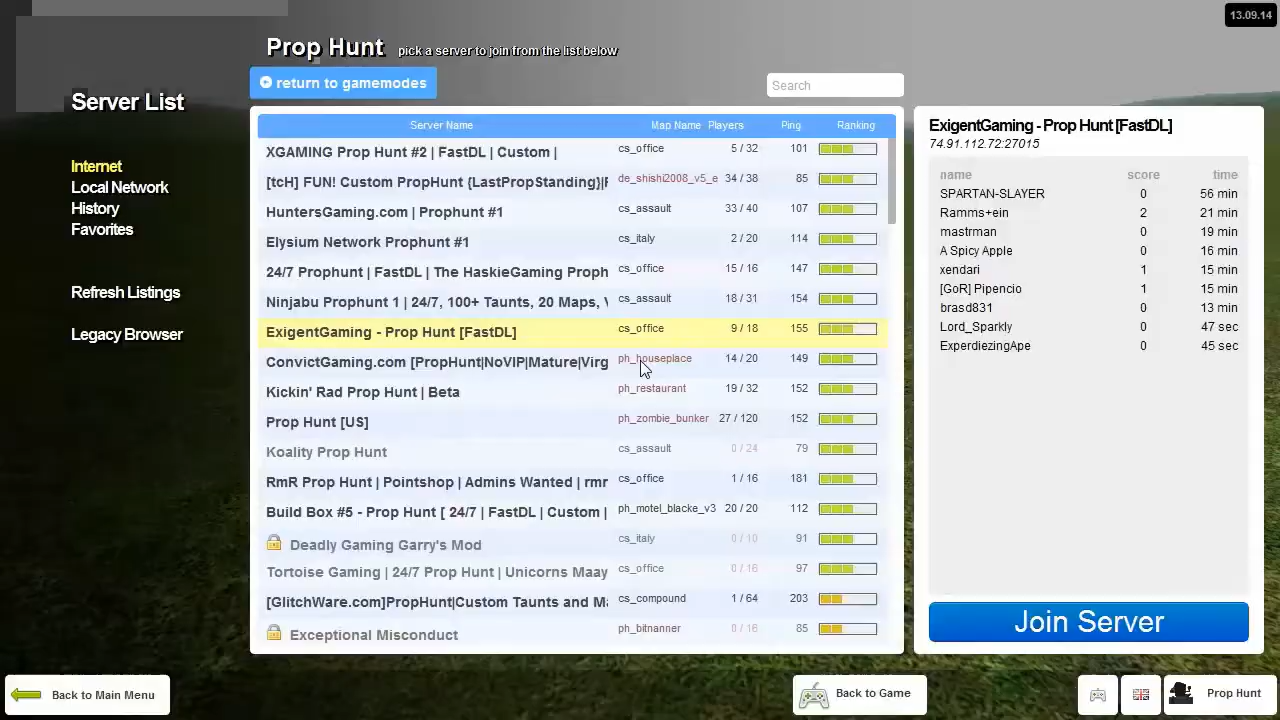 13.09.14
Prop Hunt pick a server to join from the list below
return to gamemodes
Search
Server List
Internet
Local Network
History
Favorites
Refresh Listings
Legacy Browser
Server Name Map Name Players Ping Ranking
XGAMING Prop Hunt #2 | FastDL | Custom | cs_office 5 / 32 101
[tcH] FUN! Custom PropHunt {LastPropStanding}|F de_shishi2008_v5_e 34 / 38 85
HuntersGaming.com | Prophunt #1 cs_assault 33 / 40 107
Elysium Network Prophunt #1 cs_italy 2 / 20 114
24/7 Prophunt | FastDL | The HaskieGaming Proph cs_office 15 / 16 147
Ninjabu Prophunt 1 | 24/7, 100+ Taunts, 20 Maps, V cs_assault 18 / 31 154
ExigentGaming - Prop Hunt [FastDL] cs_office 9 / 18 155
ConvictGaming.com [PropHunt|NoVIP|Mature|Virg ph_houseplace 14 / 20 149
Kickin' Rad Prop Hunt | Beta ph_restaurant 19 / 32 152
Prop Hunt [US] ph_zombie_bunker 27 / 120 152
Koality Prop Hunt cs_assault 0 / 24 79
RmR Prop Hunt | Pointshop | Admins Wanted | rmr cs_office 1 / 16 181
Build Box #5 - Prop Hunt [ 24/7 | FastDL | Custom | ph_motel_blacke_v3 20 / 20 112
Deadly Gaming Garry's Mod cs_italy 0 / 10 91
Tortoise Gaming | 24/7 Prop Hunt | Unicorns Maay cs_office 0 / 16 97
[GlitchWare.com]PropHunt|Custom Taunts and Ma cs_compound 1 / 64 203
Exceptional Misconduct ph_bitnanner 0 / 16 85
ExigentGaming - Prop Hunt [FastDL]
74.91.112.72:27015
name score time
SPARTAN-SLAYER 0 56 min
Ramms+ein 2 21 min
mastrman 0 19 min
A Spicy Apple 0 16 min
xendari 1 15 min
[GoR] Pipencio 1 15 min
brasd831 0 13 min
Lord_Sparkly 0 47 sec
ExperdiezingApe 0 45 sec
Join Server
Back to Main Menu
Back to Game
Prop Hunt